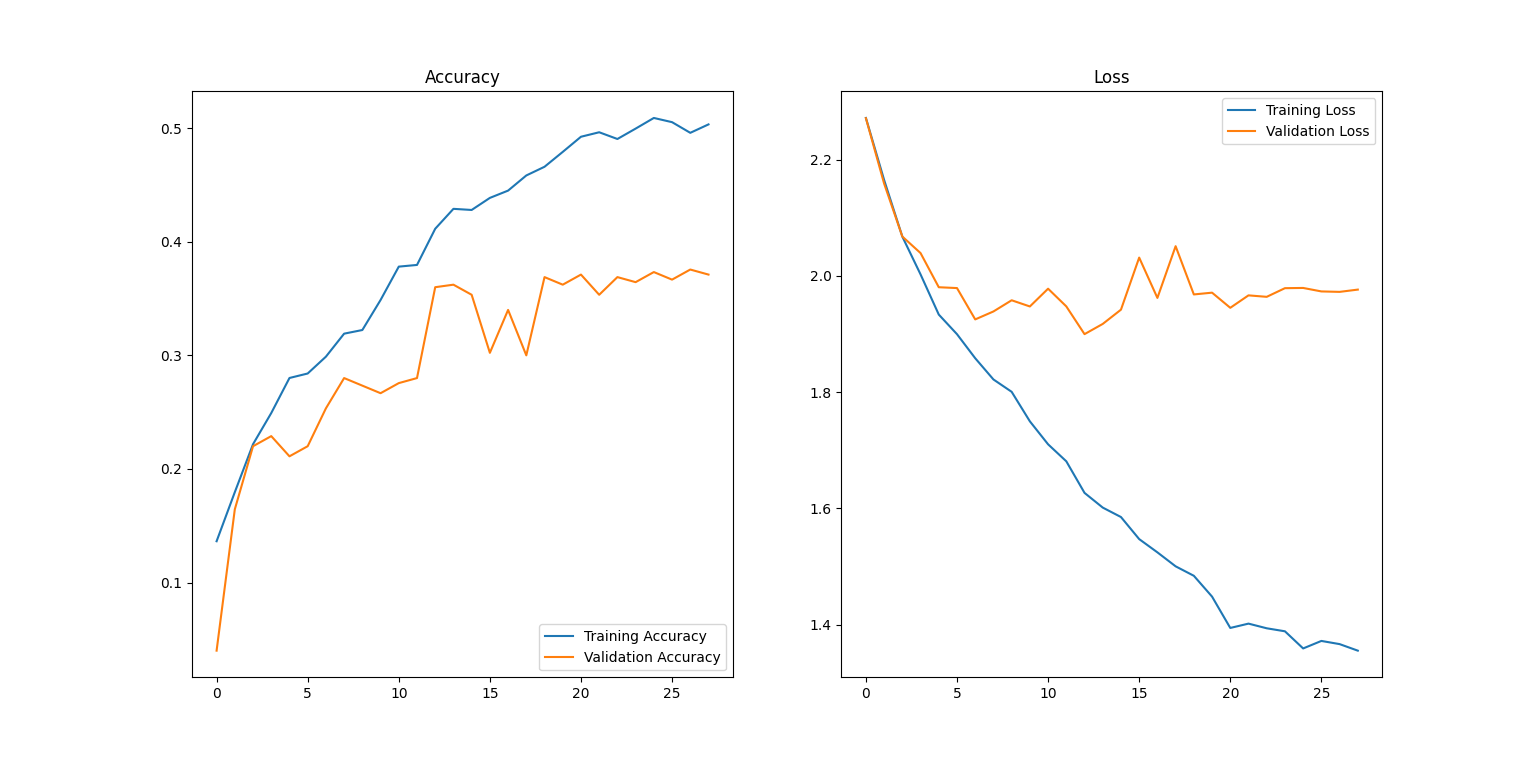 Accuracy
0.5
0.4
0.3
0.2
0.1
0 5 10 15 20 25
Training Accuracy
Validation Accuracy
Loss
2.2
2.0
1.8
1.6
1.4
0 5 10 15 20 25
Training Loss
Validation Loss